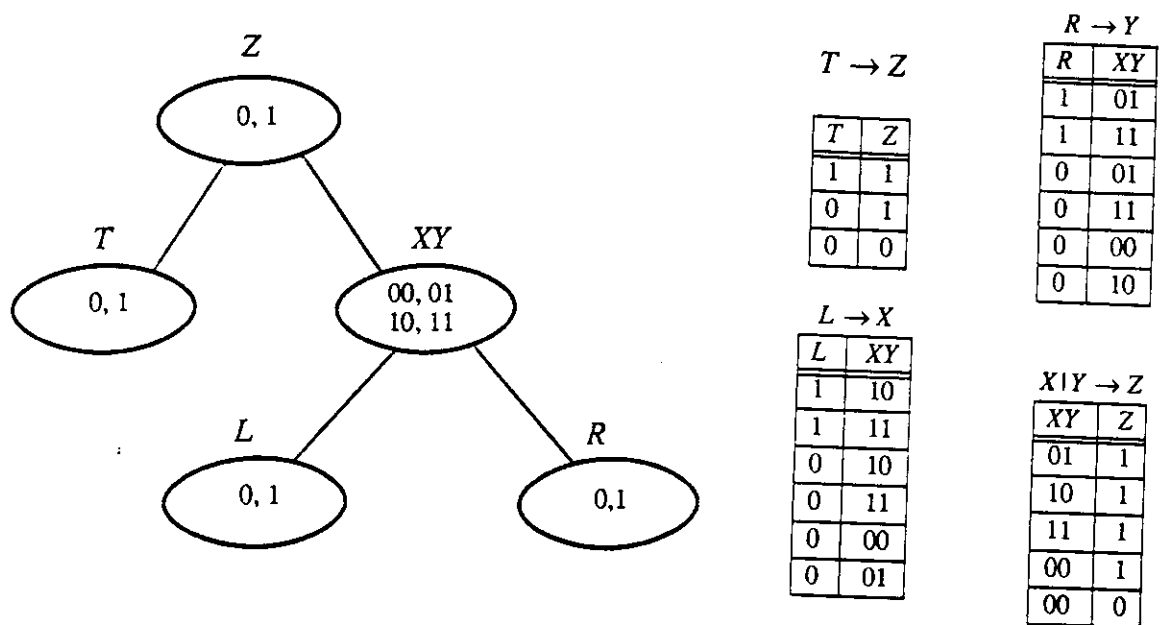 Z
0, 1
T
0, 1
XY
00, 01
10, 11
L
0, 1
R
0,1
T → Z
T Z
1 1
0 1
0 0
L → X
L XY
1 10
1 11
0 10
0 11
0 00
0 01
R → Y
R XY
1 01
1 11
0 01
0 11
0 00
0 10
X|Y → Z
XY Z
01 1
10 1
11 1
00 1
00 0